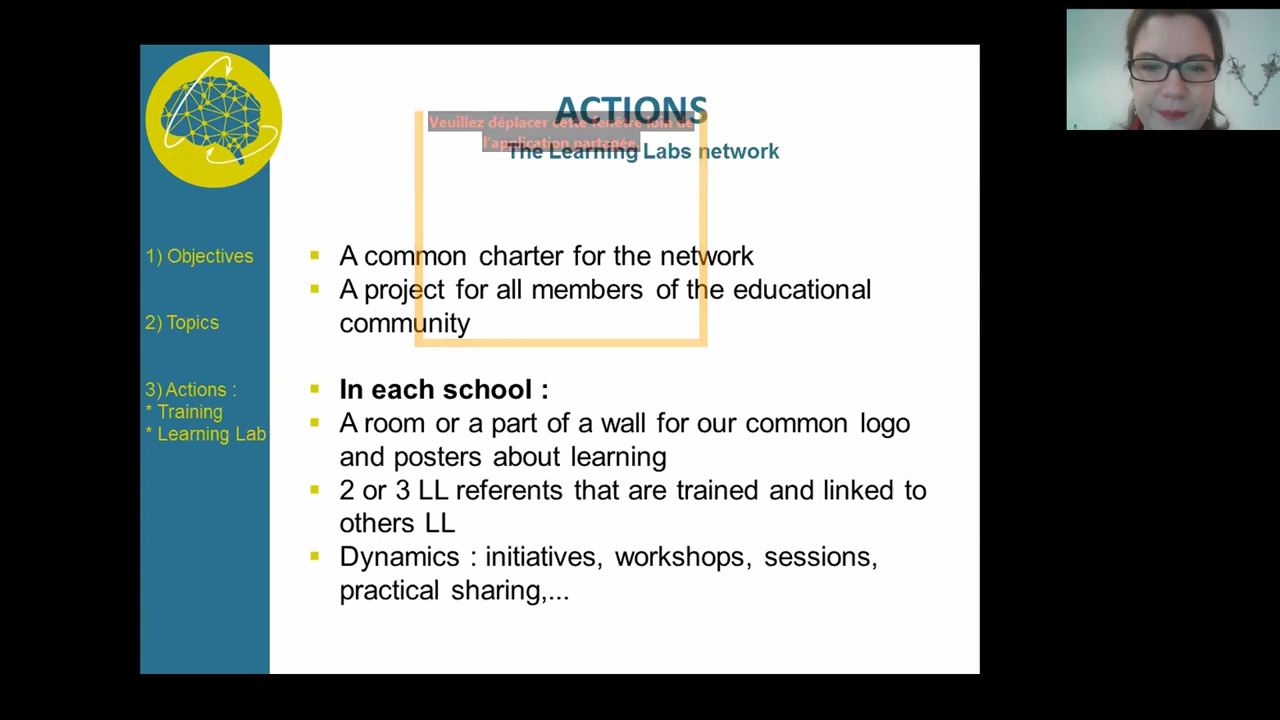 ACTIONS
Veuillez déplacer cette fenêtre loin de
l'application partagée.
The Learning Labs network
1) Objectives
2) Topics
3) Actions :
* Training
* Learning Lab
A common charter for the network
A project for all members of the educational
community
In each school :
A room or a part of a wall for our common logo
and posters about learning
2 or 3 LL referents that are trained and linked to
others LL
Dynamics : initiatives, workshops, sessions,
practical sharing,...